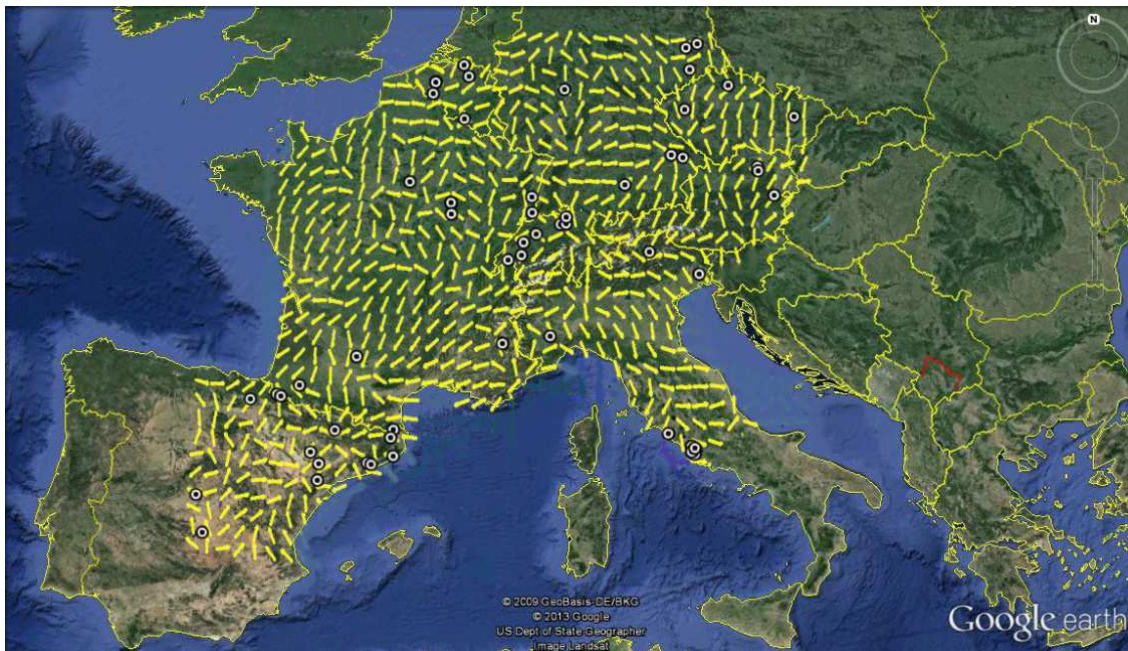 N
© 2009 GeoBasis-DE/BKG
© 2013 Google
US Dept of State Geographer
Image Landsat
Google earth